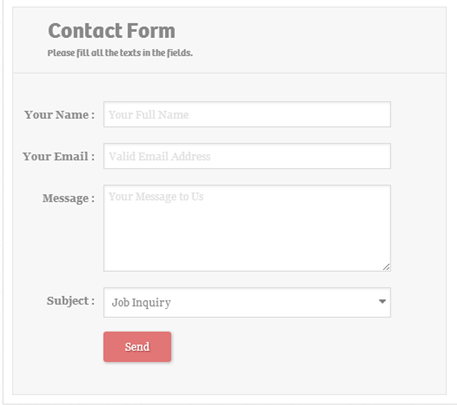 Contact Form
Please fill all the texts in the fields.
Your Name :
Your Full Name
Your Email :
Valid Email Address
Message :
Your Message to Us
Subject :
Job Inquiry
Send